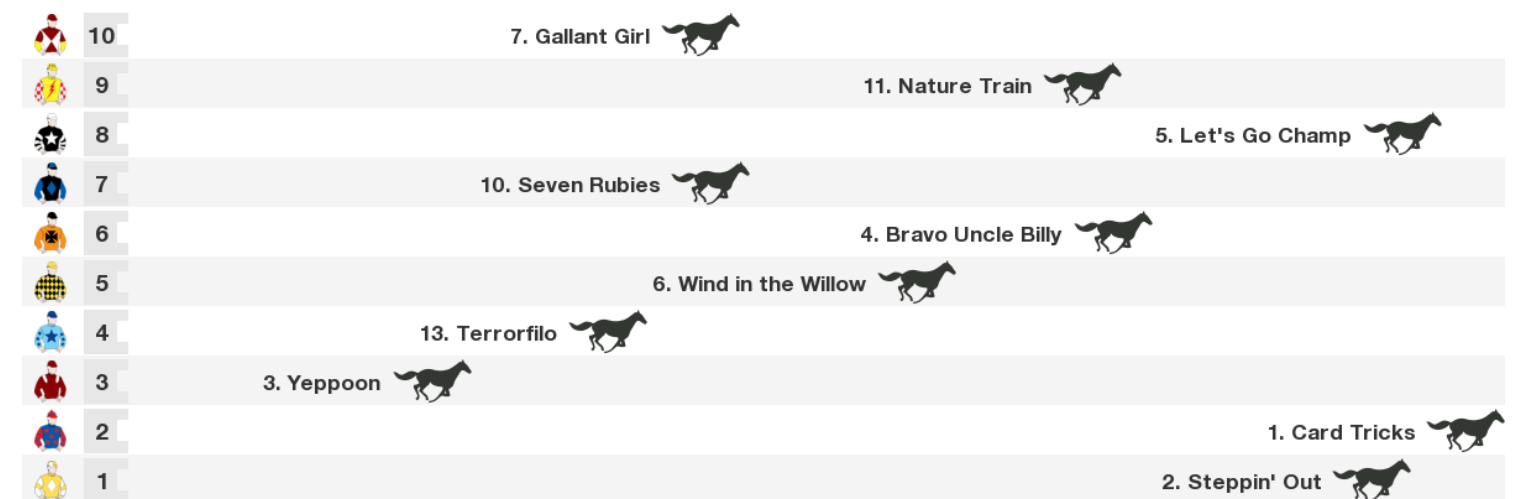 10 7. Gallant Girl
9 11. Nature Train
8 5. Let's Go Champ
7 10. Seven Rubies
6 4. Bravo Uncle Billy
5 6. Wind in the Willow
4 13. Terrorfilo
3 3. Yeppoon
2 1. Card Tricks
1 2. Steppin' Out